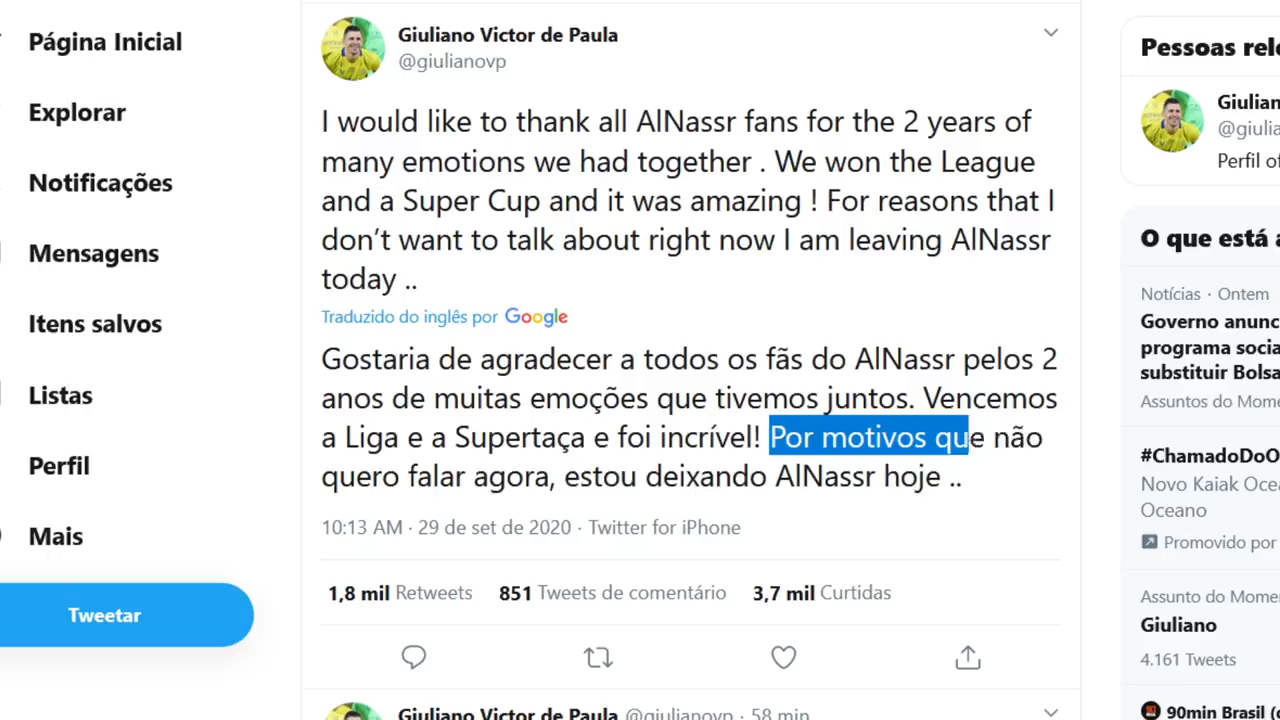 Página Inicial
Explorar
Notificações
Mensagens
Itens salvos
Listas
Perfil
Mais
Tweetar
Giuliano Victor de Paula
@giulianovp
I would like to thank all AlNassr fans for the 2 years of
many emotions we had together . We won the League
and a Super Cup and it was amazing ! For reasons that I
don’t want to talk about right now I am leaving AlNassr
today ..
Traduzido do inglês por Google
Gostaria de agradecer a todos os fãs do AlNassr pelos 2
anos de muitas emoções que tivemos juntos. Vencemos
a Liga e a Supertaça e foi incrível! Por motivos que não
quero falar agora, estou deixando AlNassr hoje ..
10:13 AM · 29 de set de 2020 · Twitter for iPhone
1,8 mil Retweets 851 Tweets de comentário 3,7 mil Curtidas
Giuliano Victor de Paula @giulianovp · 58 min
Pessoas rel
Giulian
@giulia
Perfil of
O que está a
Notícias · Ontem
Governo anunc
programa socia
substituir Bolsa
Assuntos do Mome
#ChamadoDoO
Novo Kaiak Ocea
Oceano
Promovido por
Assunto do Mome
Giuliano
4.161 Tweets
90min Brasil (